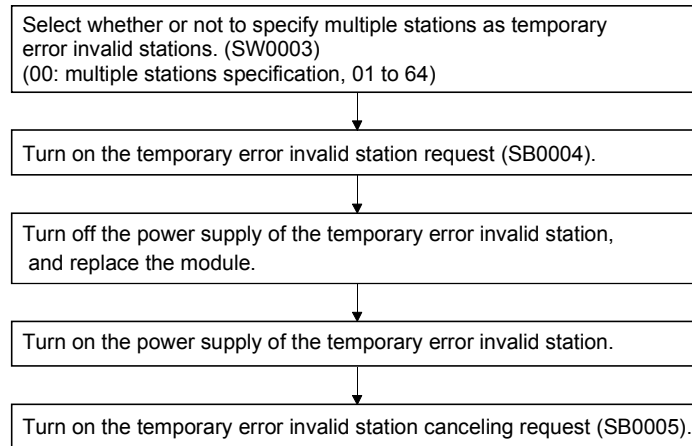 Select whether or not to specify multiple stations as temporary
error invalid stations. (SW0003)
(00: multiple stations specification, 01 to 64)
Turn on the temporary error invalid station request (SB0004).
Turn off the power supply of the temporary error invalid station,
and replace the module.
Turn on the power supply of the temporary error invalid station.
Turn on the temporary error invalid station canceling request (SB0005).